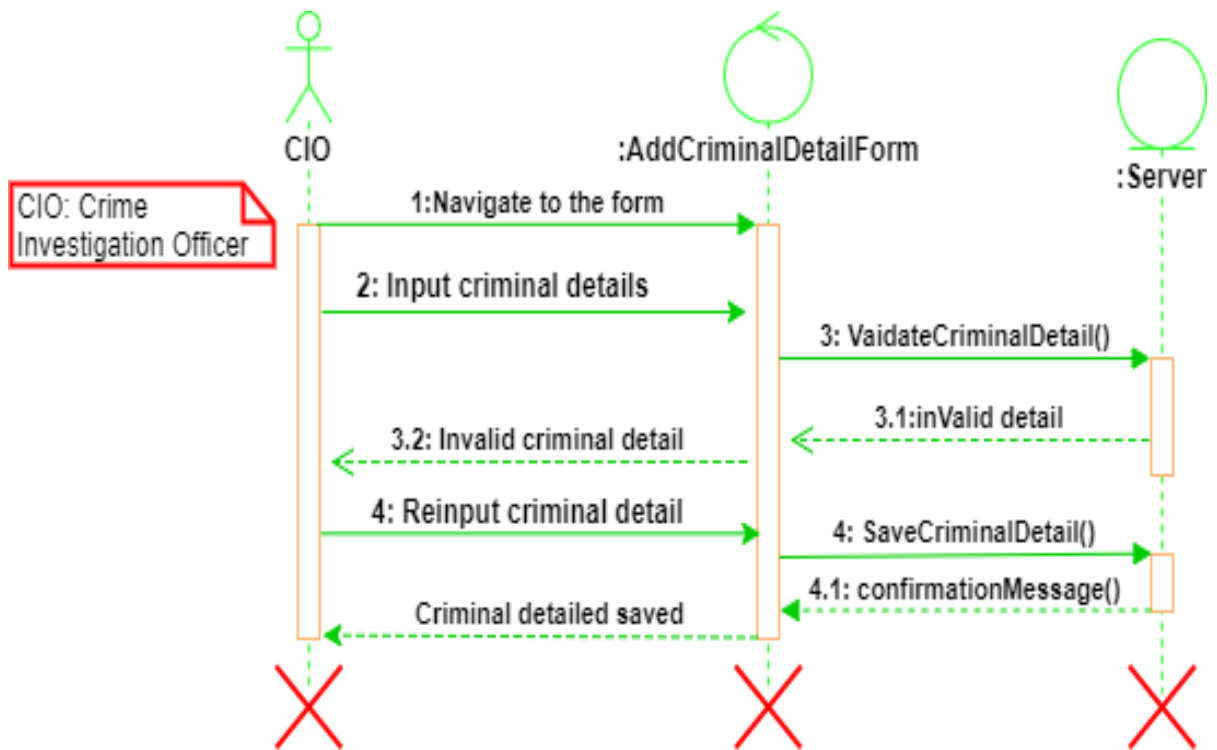 CIO
:AddCriminalDetailForm
:Server
CIO: Crime
Investigation Officer
1:Navigate to the form
2: Input criminal details
3: VaidateCriminalDetail()
3.1:inValid detail
3.2: Invalid criminal detail
4: Reinput criminal detail
4: SaveCriminalDetail()
4.1: confirmationMessage()
Criminal detailed saved